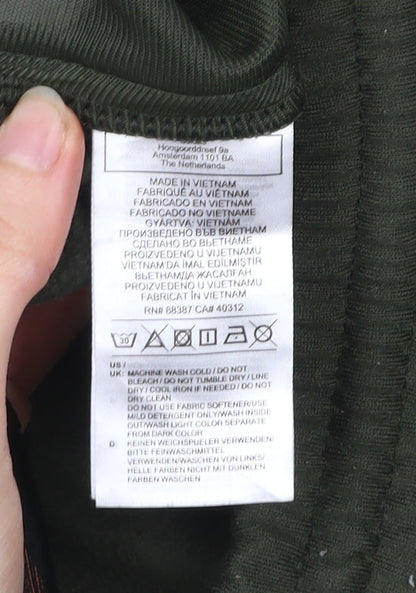 Hoogoorddreef 9a
Amsterdam 1101 BA
The Netherlands
MADE IN VIETNAM
FABRIQUÉ AU VIÊTNAM
FABRICADO EN VIETNAM
FABRICADO NO VIETNAME
GYÁRTVA: VIETNÁM
ПРОИЗВЕДЕНО ВЪВ ВИЕТНАМ
СДЕЛАНО ВО ВЬЕТНАМЕ
PROIZVEDENO U VIJETNAMU
VIETNAM'DA İMAL EDİLMİŞTİR
ВЬЕТНАМДА ЖАСАЛҒАН
PROIZVEDENO U VIJETNAMU
FABRICAT ÎN VIETNAM
RN# 88387 CA# 40312
30
US /
UK: MACHINE WASH COLD / DO NOT
BLEACH / DO NOT TUMBLE DRY / LINE
DRY / COOL IRON IF NEEDED / DO NOT
DRY CLEAN
DO NOT USE FABRIC SOFTENER/USE
MILD DETERGENT ONLY/WASH INSIDE
OUT/WASH LIGHT COLOR SEPARATE
FROM DARK COLOR
D: KEINEN WEICHSPUELER VERWENDEN/
BITTE FEINWASCHMITTEL
VERWENDEN/WASCHEN VON LINKS/
HELLE FARBEN NICHT MIT DUNKLEN
FARBEN WASCHEN